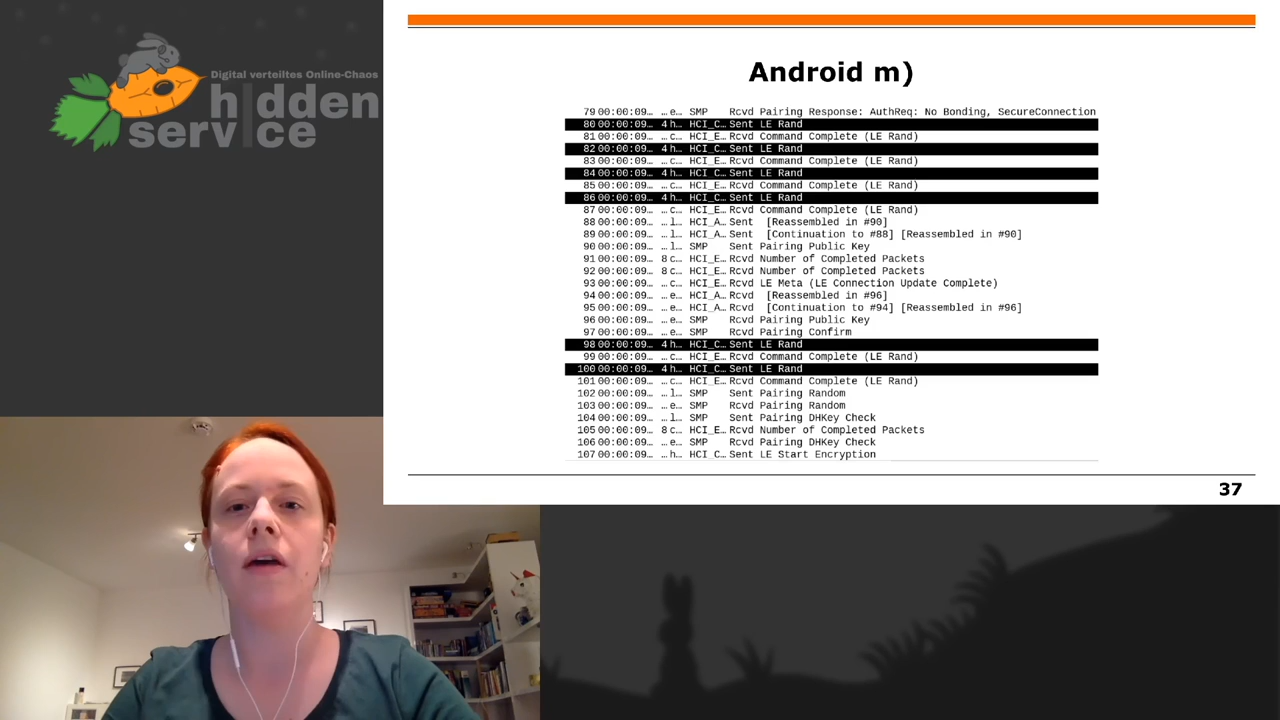 Digital verteiltes Online-Chaos
hidden
service
Android m)
79 00:00:09… … e… SMP Rcvd Pairing Response: AuthReq: No Bonding, SecureConnection
80 00:00:09… 4 h… HCI_C… Sent LE Rand
81 00:00:09… … c… HCI_E… Rcvd Command Complete (LE Rand)
82 00:00:09… 4 h… HCI_C… Sent LE Rand
83 00:00:09… … c… HCI_E… Rcvd Command Complete (LE Rand)
84 00:00:09… 4 h… HCI_C… Sent LE Rand
85 00:00:09… … c… HCI_E… Rcvd Command Complete (LE Rand)
86 00:00:09… 4 h… HCI_C… Sent LE Rand
87 00:00:09… … c… HCI_E… Rcvd Command Complete (LE Rand)
88 00:00:09… … l… HCI_A… Sent [Reassembled in #90]
89 00:00:09… … l… HCI_A… Sent [Continuation to #88] [Reassembled in #90]
90 00:00:09… … l… SMP Sent Pairing Public Key
91 00:00:09… 8 c… HCI_E… Rcvd Number of Completed Packets
92 00:00:09… 8 c… HCI_E… Rcvd Number of Completed Packets
93 00:00:09… … c… HCI_E… Rcvd LE Meta (LE Connection Update Complete)
94 00:00:09… … e… HCI_A… Rcvd [Reassembled in #96]
95 00:00:09… … e… HCI_A… Rcvd [Continuation to #94] [Reassembled in #96]
96 00:00:09… … e… SMP Rcvd Pairing Public Key
97 00:00:09… … e… SMP Rcvd Pairing Confirm
98 00:00:09… 4 h… HCI_C… Sent LE Rand
99 00:00:09… … c… HCI_E… Rcvd Command Complete (LE Rand)
100 00:00:09… 4 h… HCI_C… Sent LE Rand
101 00:00:09… … c… HCI_E… Rcvd Command Complete (LE Rand)
102 00:00:09… … l… SMP Sent Pairing Random
103 00:00:09… … e… SMP Rcvd Pairing Random
104 00:00:09… … l… SMP Sent Pairing DHKey Check
105 00:00:09… 8 c… HCI_E… Rcvd Number of Completed Packets
106 00:00:09… … e… SMP Rcvd Pairing DHKey Check
107 00:00:09… … h… HCI_C… Sent LE Start Encryption
37